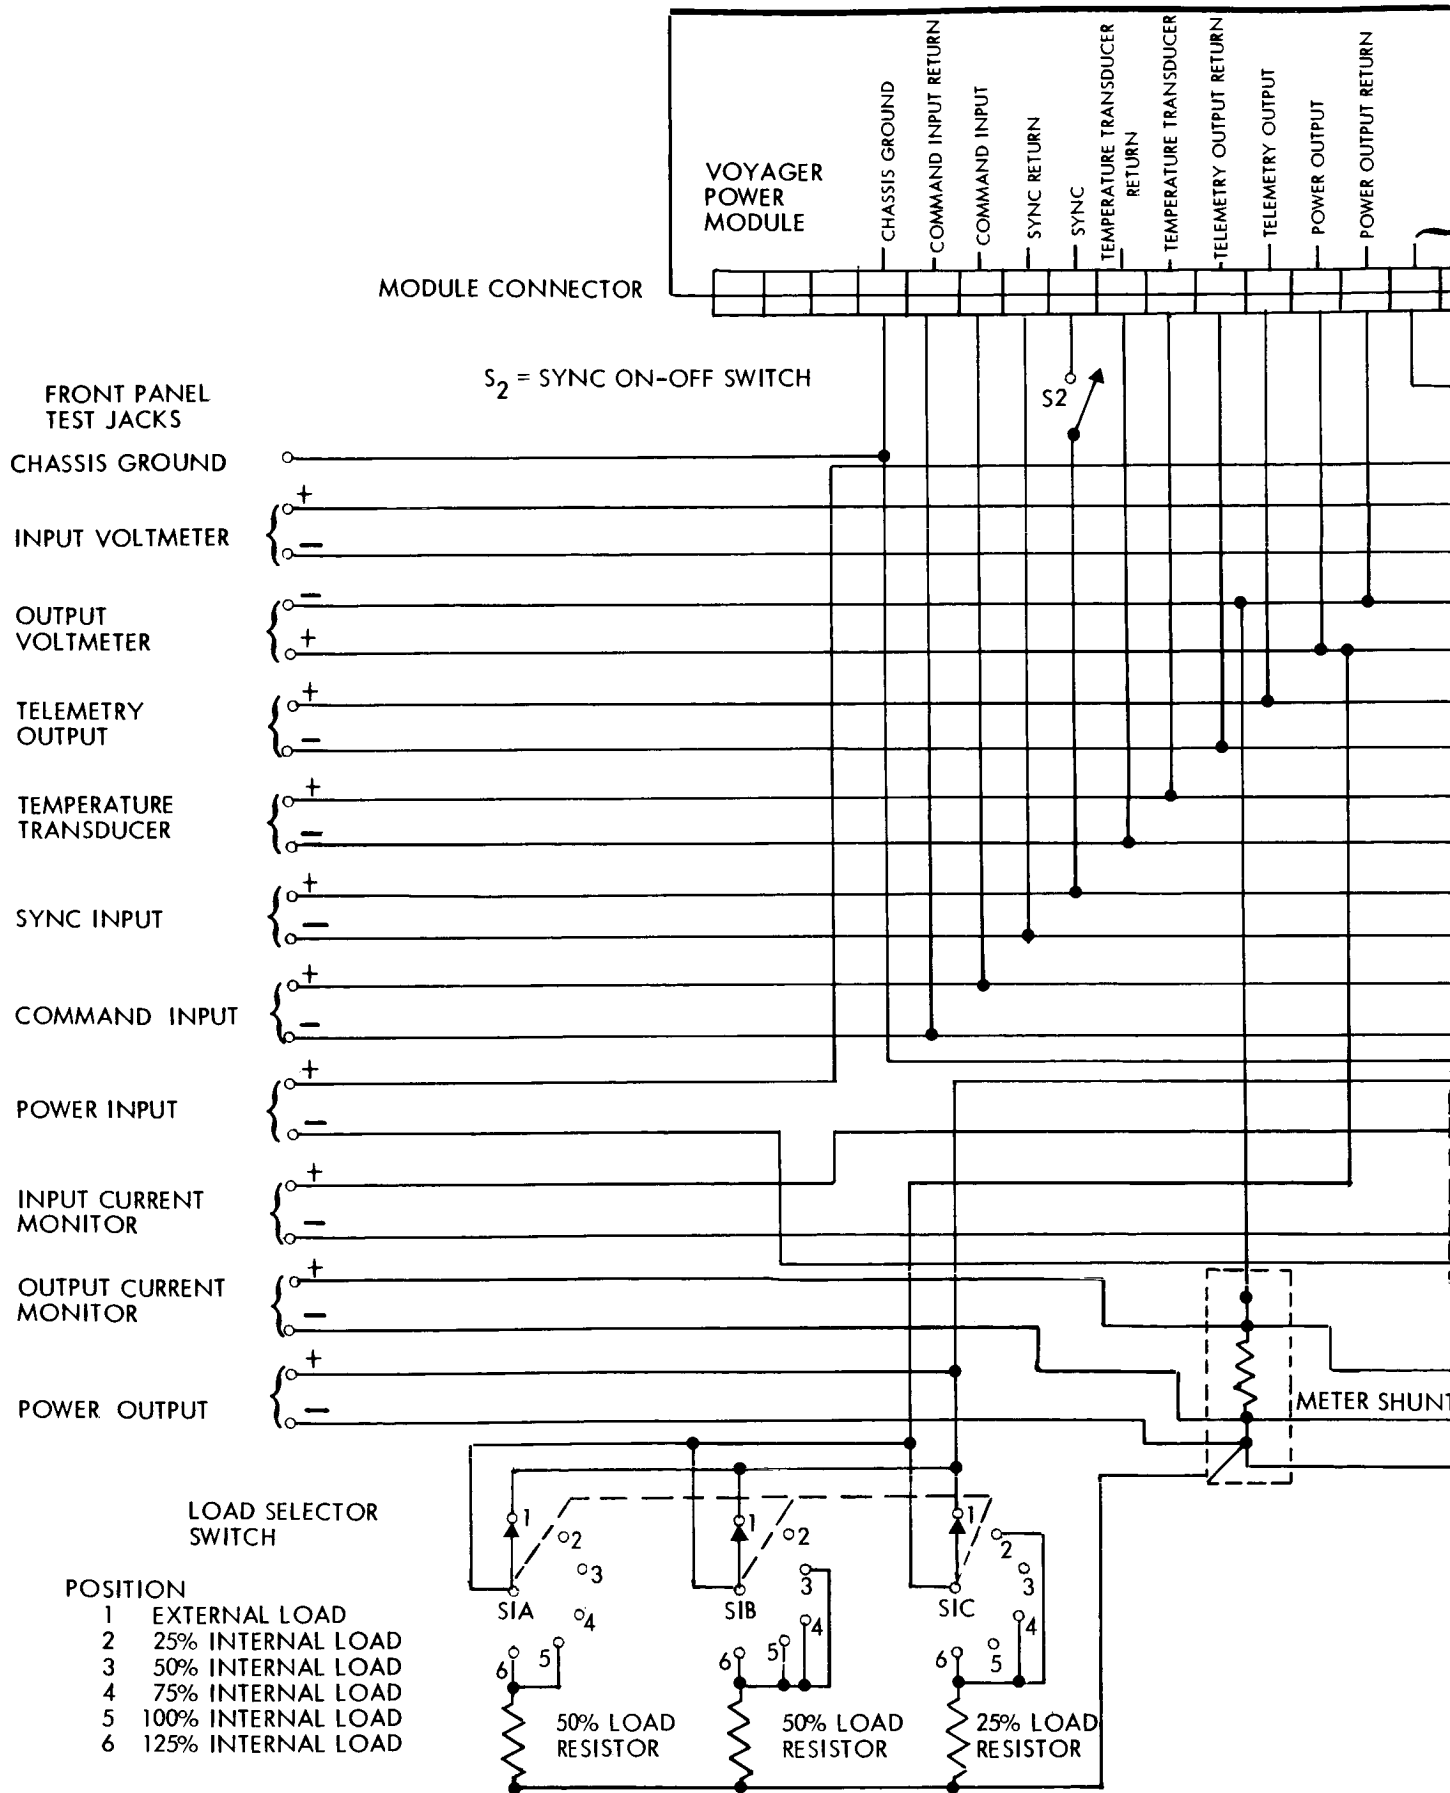 VOYAGER
POWER
MODULE
CHASSIS GROUND
COMMAND INPUT RETURN
COMMAND INPUT
SYNC RETURN
SYNC
TEMPERATURE TRANSDUCER
RETURN
TEMPERATURE TRANSDUCER
TELEMETRY OUTPUT RETURN
TELEMETRY OUTPUT
POWER OUTPUT
POWER OUTPUT RETURN
MODULE CONNECTOR
S2 = SYNC ON-OFF SWITCH
S2
FRONT PANEL
TEST JACKS
CHASSIS GROUND
+
INPUT VOLTMETER
−
−
OUTPUT
VOLTMETER
+
+
TELEMETRY
OUTPUT
−
+
TEMPERATURE
TRANSDUCER
−
+
SYNC INPUT
−
+
COMMAND INPUT
−
+
POWER INPUT
−
+
INPUT CURRENT
MONITOR
−
+
OUTPUT CURRENT
MONITOR
−
+
POWER OUTPUT
−
METER SHUNT
LOAD SELECTOR
SWITCH
1 2 3 4 5 6
SIA
1 2 3 4 5 6
SIB
1 2 3 4 5 6
SIC
POSITION
1 EXTERNAL LOAD
2 25% INTERNAL LOAD
3 50% INTERNAL LOAD
4 75% INTERNAL LOAD
5 100% INTERNAL LOAD
6 125% INTERNAL LOAD
50% LOAD
RESISTOR
50% LOAD
RESISTOR
25% LOAD
RESISTOR